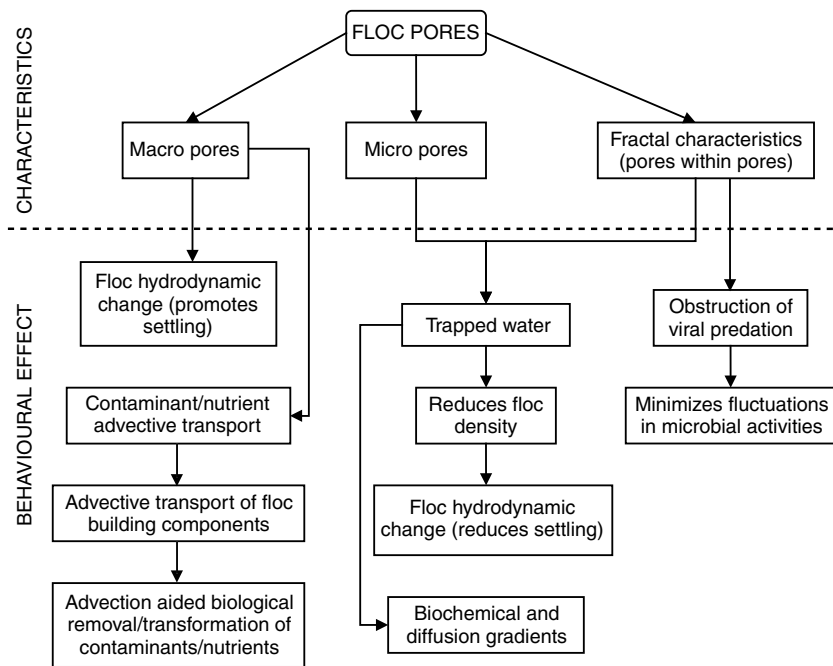 FLOC PORES
CHARACTERISTICS
Macro pores
Micro pores
Fractal characteristics
(pores within pores)
BEHAVIOURAL EFFECT
Floc hydrodynamic
change (promotes
settling)
Trapped water
Obstruction of
viral predation
Contaminant/nutrient
advective transport
Reduces floc
density
Minimizes fluctuations
in microbial activities
Advective transport of floc
building components
Floc hydrodynamic
change (reduces settling)
Advection aided biological
removal/transformation of
contaminants/nutrients
Biochemical and
diffusion gradients